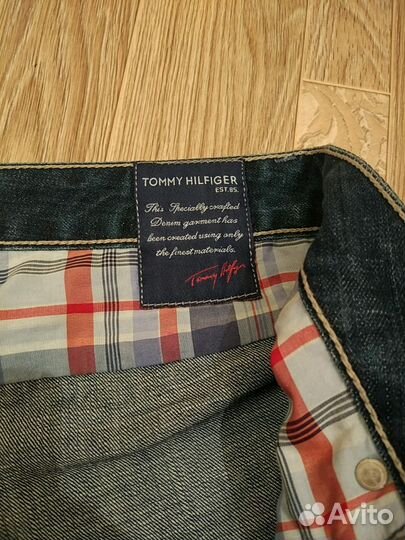 TOMMY HILFIGER
EST. 85.
This Specially crafted
Denim garment has
been created using only
the finest materials.
Tommy Hilfiger
Avito